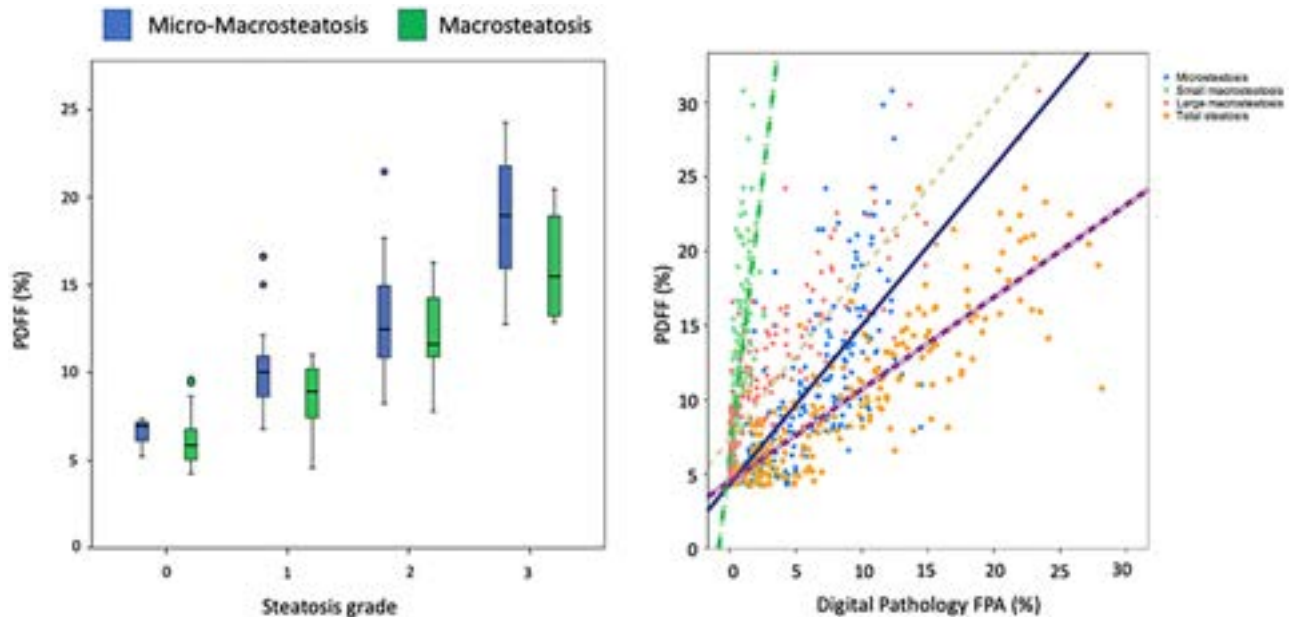 Micro-Macrosteatosis
Macrosteatosis
25
20
15
10
5
0
PDFF (%)
0
1
2
3
Steatosis grade
30
25
20
15
10
5
0
PDFF (%)
0
5
10
15
20
25
30
Digital Pathology FPA (%)
Microsteatosis
Small macrosteatosis
Large macrosteatosis
Total steatosis